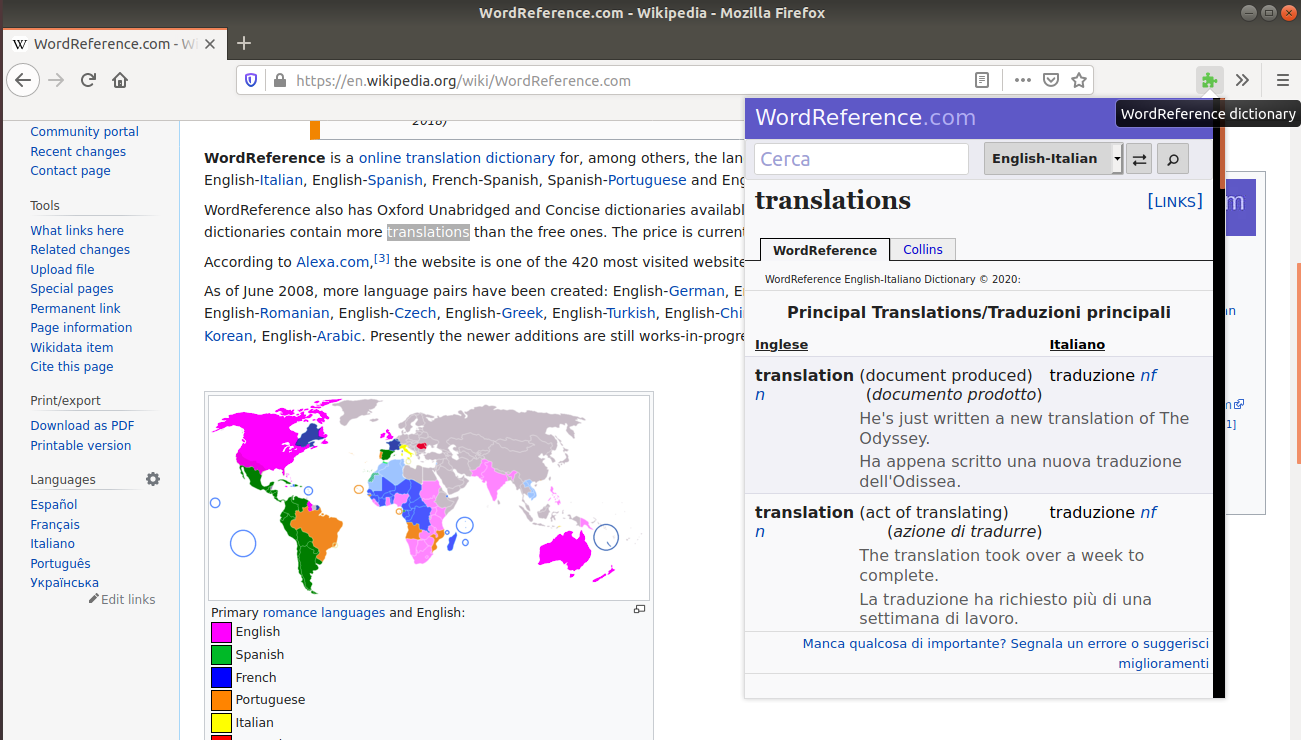 WordReference.com - Wikipedia - Mozilla Firefox
W WordReference.com - Wi
https://en.wikipedia.org/wiki/WordReference.com
WordReference dictionary
Community portal
Recent changes
Contact page
Tools
What links here
Related changes
Upload file
Special pages
Permanent link
Page information
Wikidata item
Cite this page
Print/export
Download as PDF
Printable version
Languages
Español
Français
Italiano
Português
Українська
Edit links
2018)
WordReference is a online translation dictionary for, among others, the lan
English-Italian, English-Spanish, French-Spanish, Spanish-Portuguese and Eng
WordReference also has Oxford Unabridged and Concise dictionaries availabl
dictionaries contain more translations than the free ones. The price is current
According to Alexa.com,[3] the website is one of the 420 most visited website
As of June 2008, more language pairs have been created: English-German, E
English-Romanian, English-Czech, English-Greek, English-Turkish, English-Chi
Korean, English-Arabic. Presently the newer additions are still works-in-progre
Primary romance languages and English:
English
Spanish
French
Portuguese
Italian
WordReference.com
Cerca
English-Italian
translations
[LINKS]
WordReference
Collins
WordReference English-Italiano Dictionary © 2020:
Principal Translations/Traduzioni principali
Inglese Italiano
translation (document produced) traduzione nf
n (documento prodotto)
He's just written a new translation of The
Odyssey.
Ha appena scritto una nuova traduzione
dell'Odissea.
translation (act of translating) traduzione nf
n (azione di tradurre)
The translation took over a week to
complete.
La traduzione ha richiesto più di una
settimana di lavoro.
Manca qualcosa di importante? Segnala un errore o suggerisci
miglioramenti
m
an
m
1]